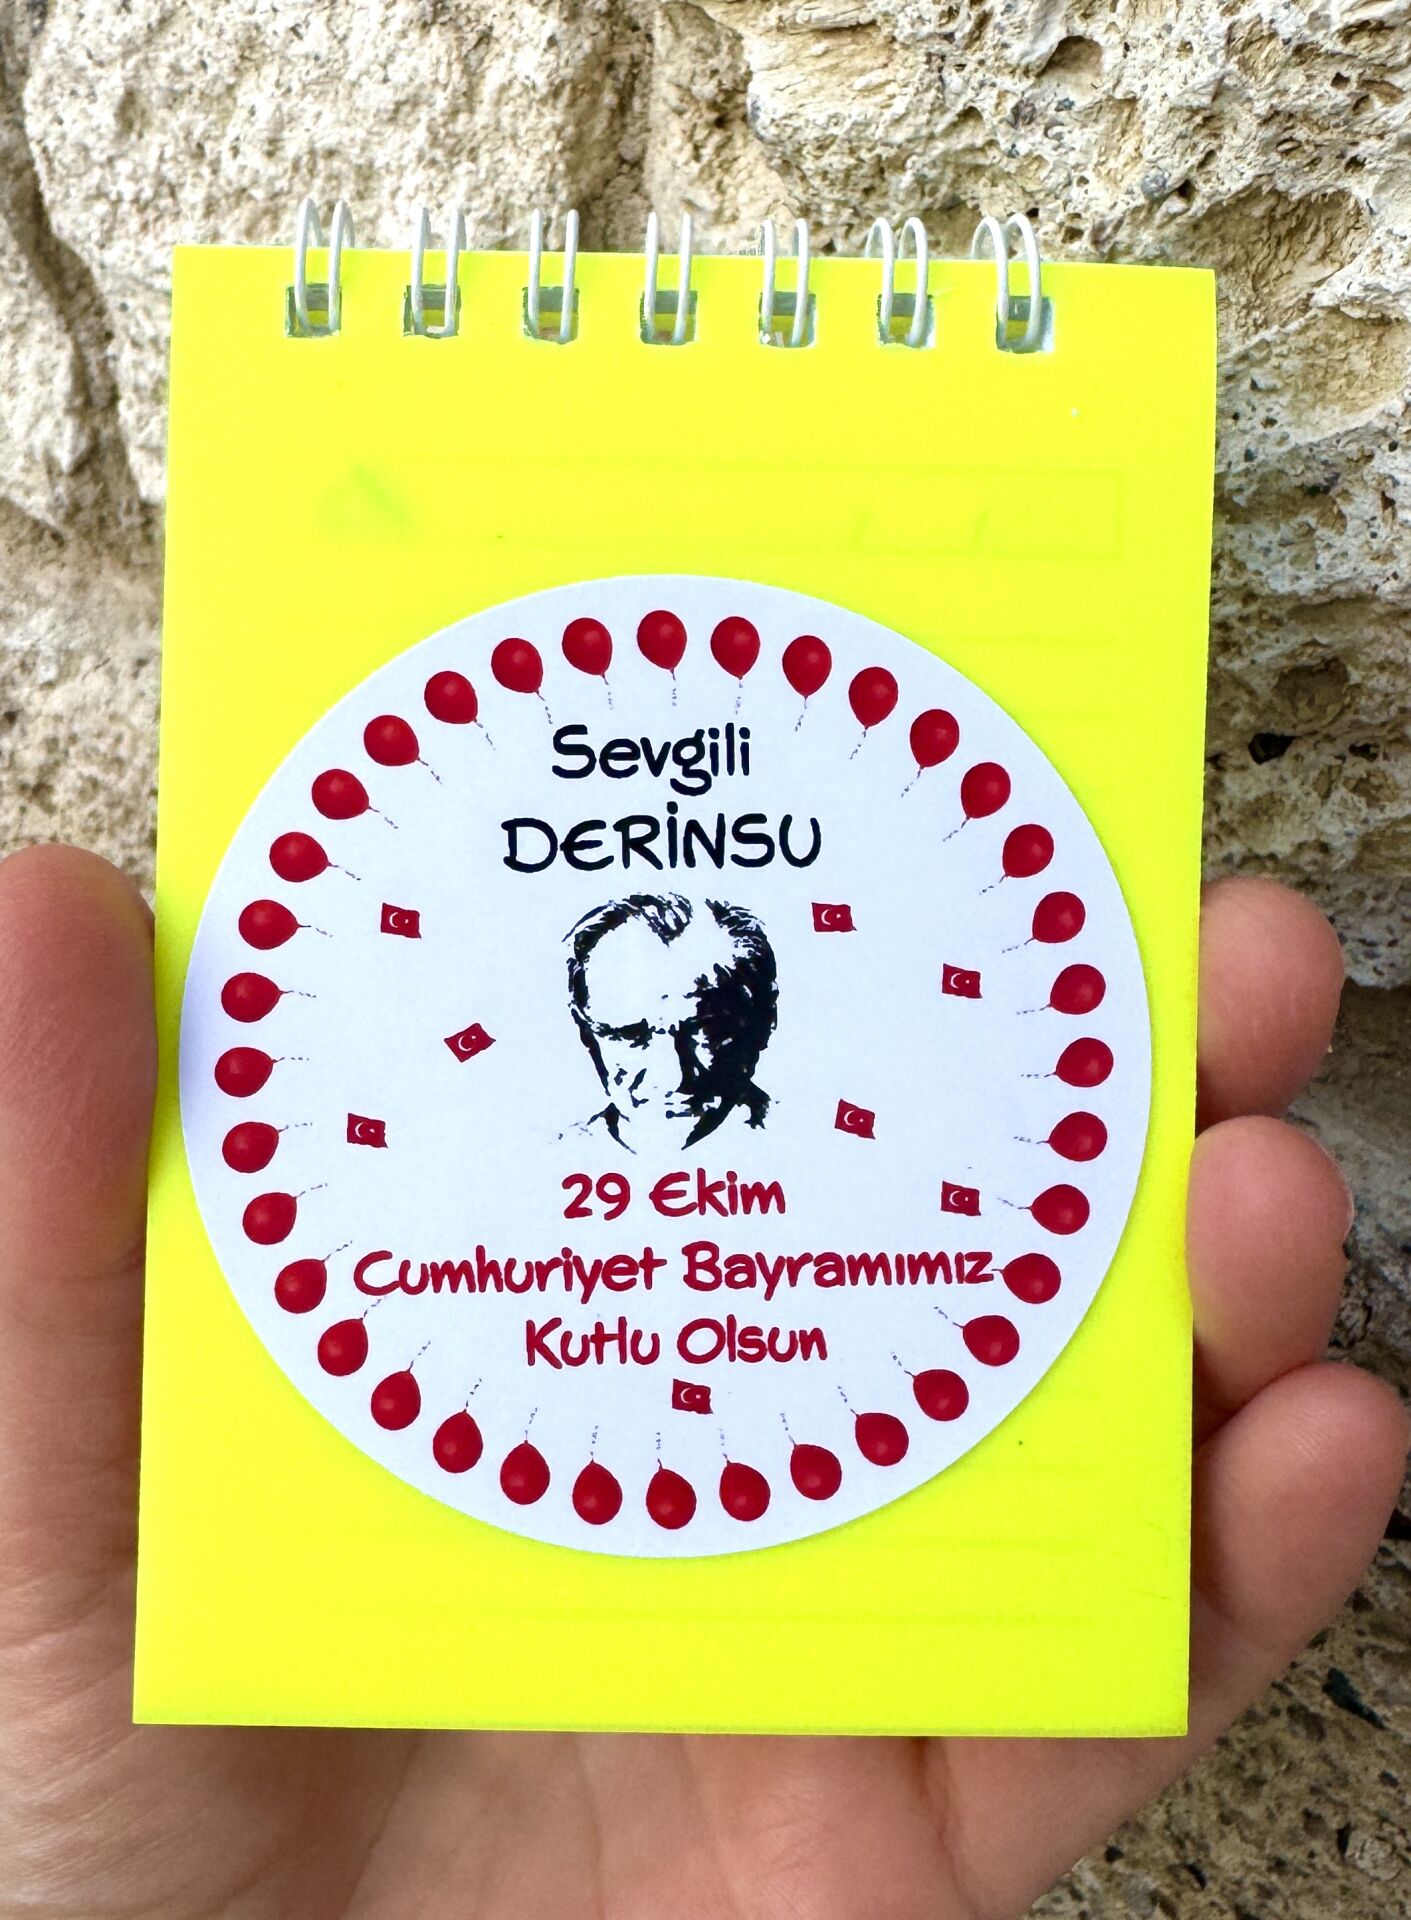 Sevgili
DERİNSU
29 Ekim
Cumhuriyet Bayramımız
Kutlu Olsun